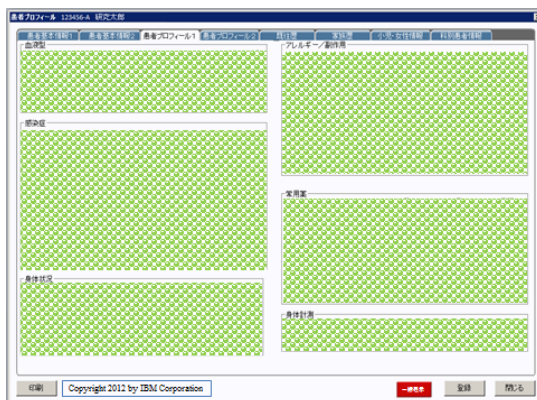 患者プロフィール 123456-A 研究太郎
患者基本情報1 患者基本情報2 患者プロフィール1 患者プロフィール2 既往歴 家族歴 小児・女性情報 科別患者情報
血液型
アレルギー／副作用
感染症
常用薬
身体状況
身体計測
印刷 Copyright 2012 by IBM Corporation 一時表示 登録 閉じる